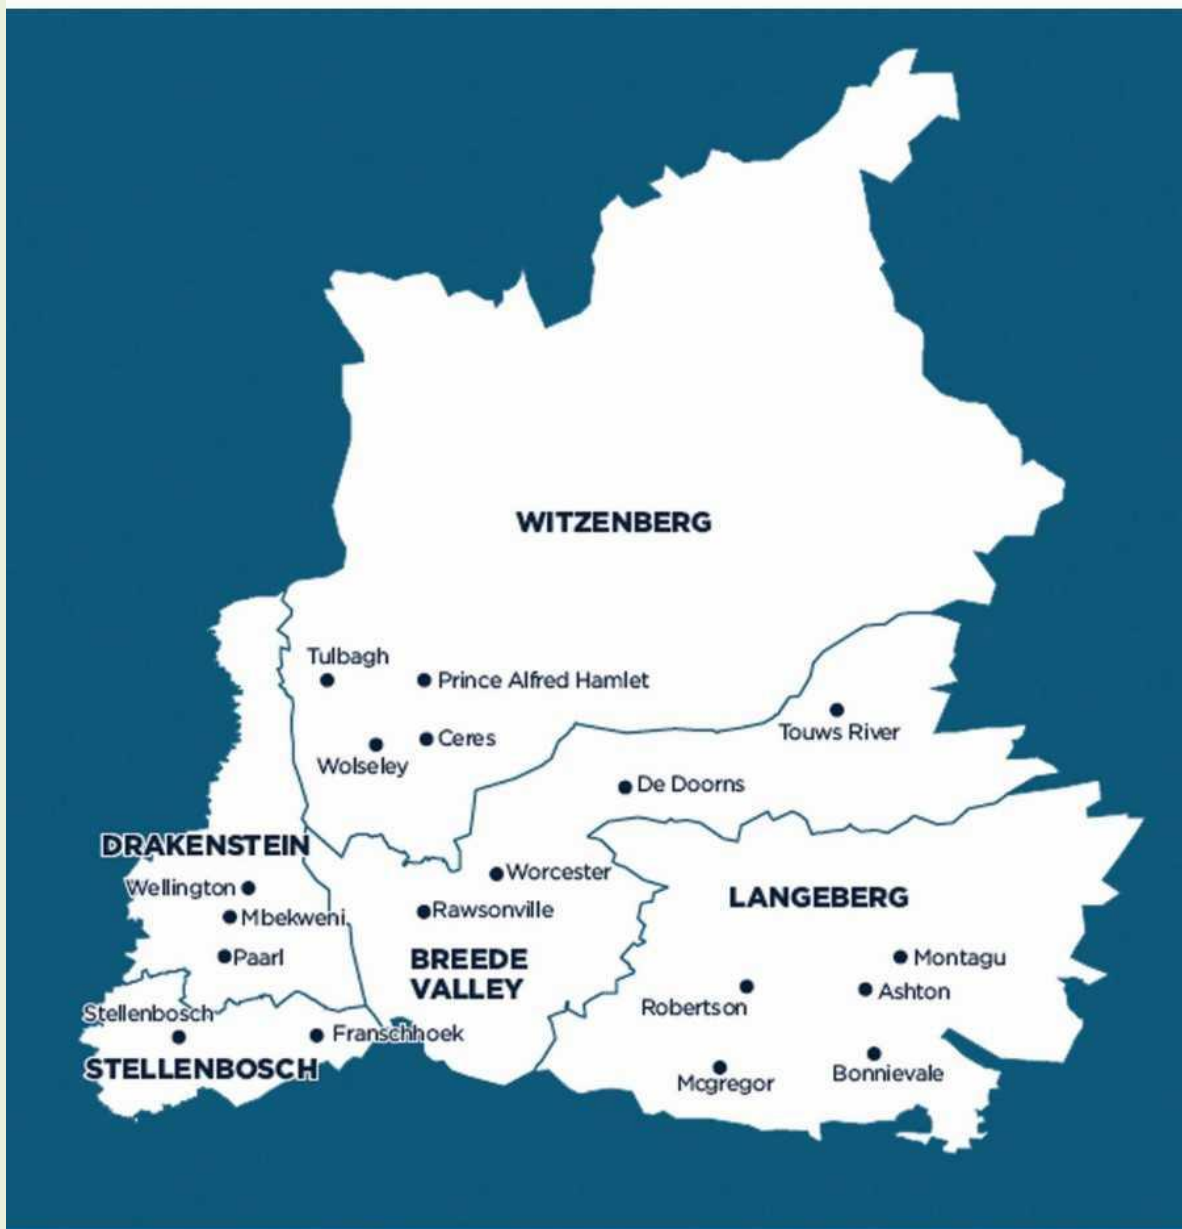 WITZENBERG
Tulbagh
Prince Alfred Hamlet
Touws River
Ceres
Wolseley
De Doorns
DRAKENSTEIN
Worcester
Wellington
LANGEBERG
Rawsonville
Mbekweni
BREEDE
VALLEY
Paarl
Montagu
Ashton
Robertson
Stellenbosch
Franschhoek
STELLENBOSCH
Bonnievale
Mcgregor